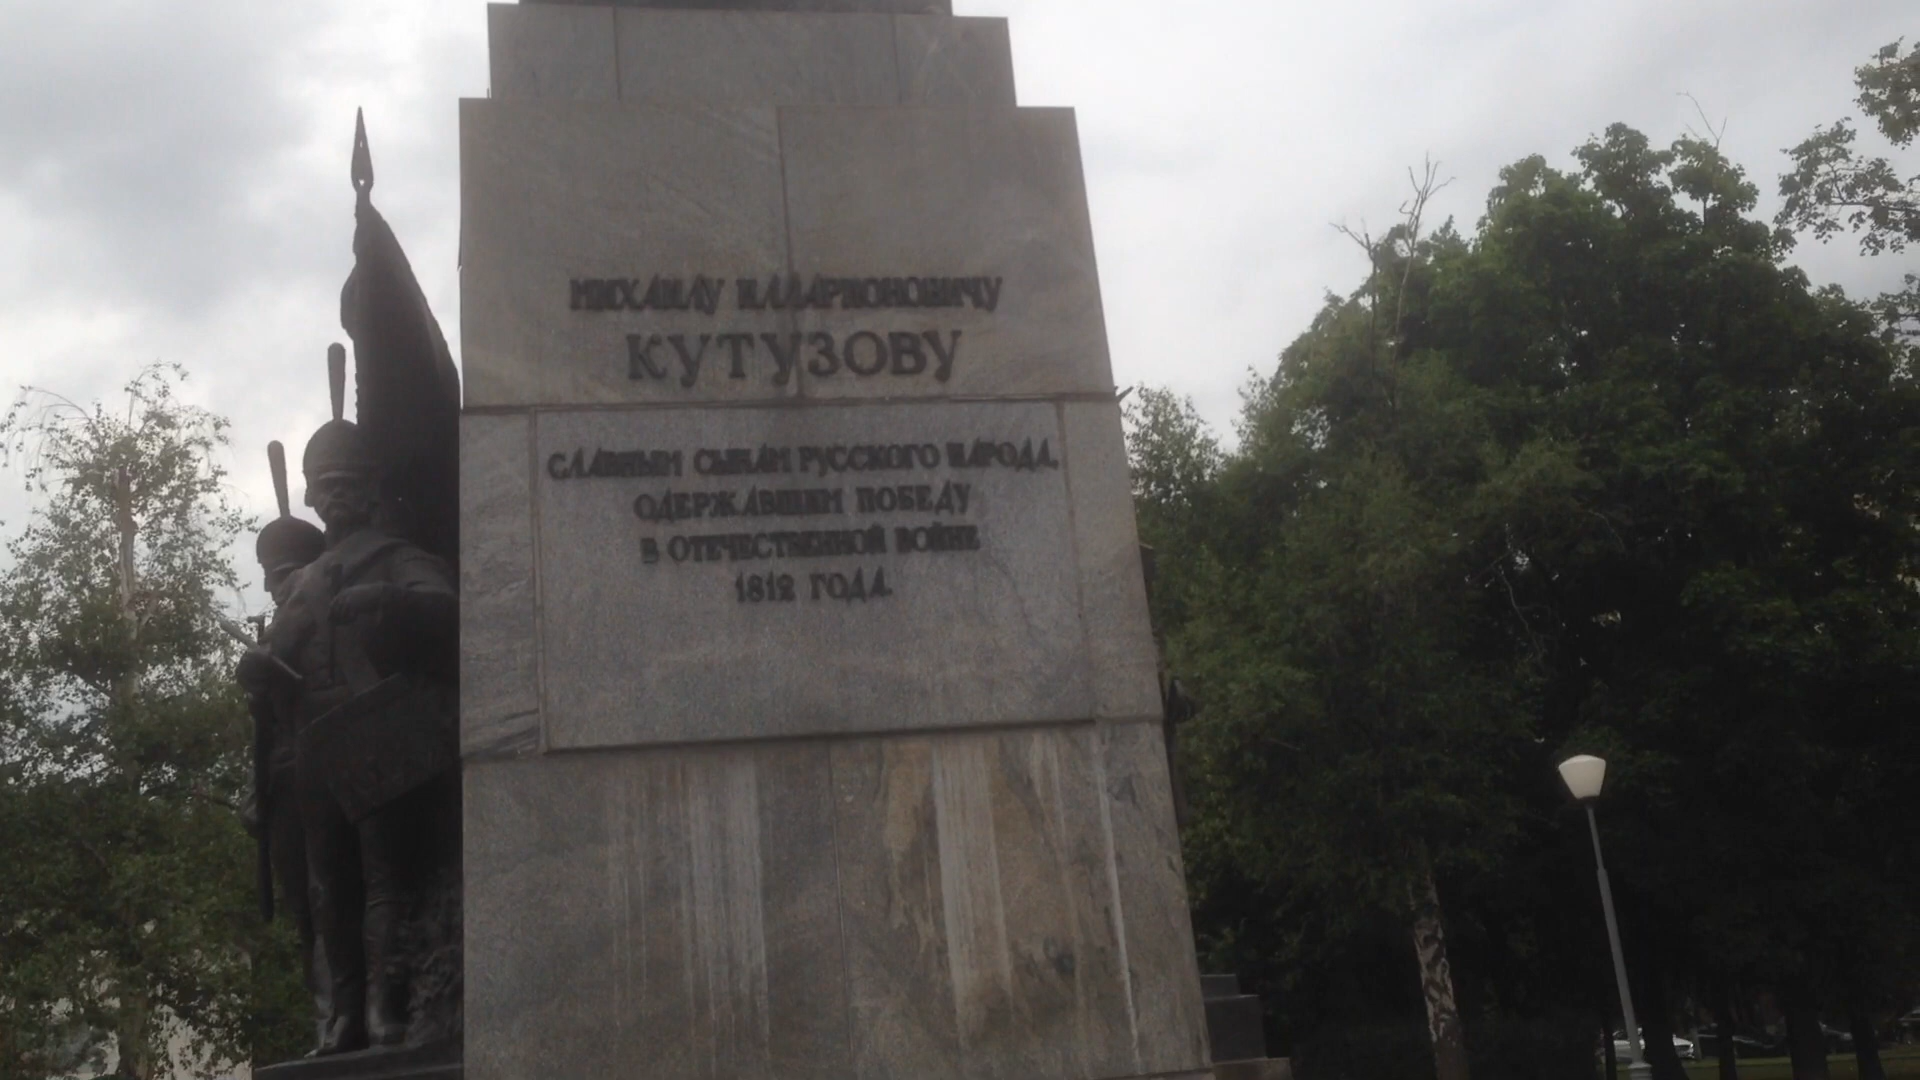 МИХАИЛУ ИЛЛАРИОНОВИЧУ
КУТУЗОВУ
СЛАВНЫМ СЫНАМ РУССКОГО НАРОДА,
ОДЕРЖАВШИМ ПОБЕДУ
В ОТЕЧЕСТВЕННОЙ ВОЙНЕ
1812 ГОДА.